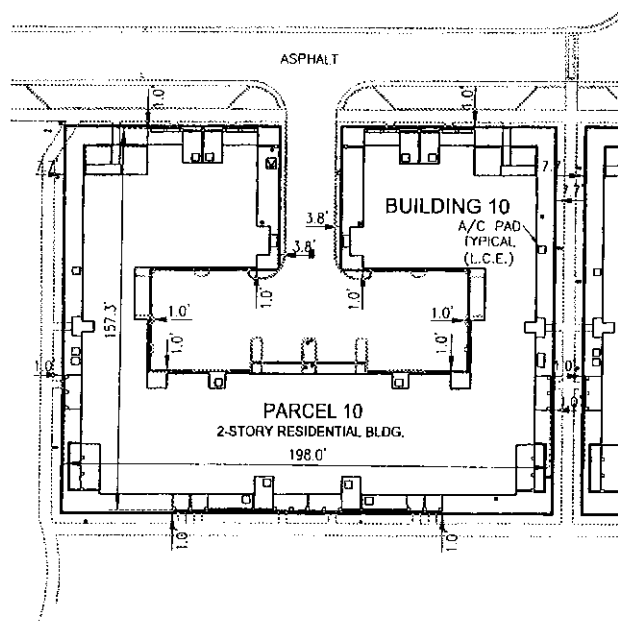 ASPHALT
1.0'
1.0'
7.7'
7.7'
7.7'
BUILDING 10
3.8'
A/C PAD
TYPICAL
(L.C.E.)
3.8'
1.0'
1.0'
157.3'
1.0'
1.0'
1.0'
1.0'
1.0'
1.0'
1.0'
PARCEL 10
2-STORY RESIDENTIAL BLDG.
198.0'
1.0'
1.0'